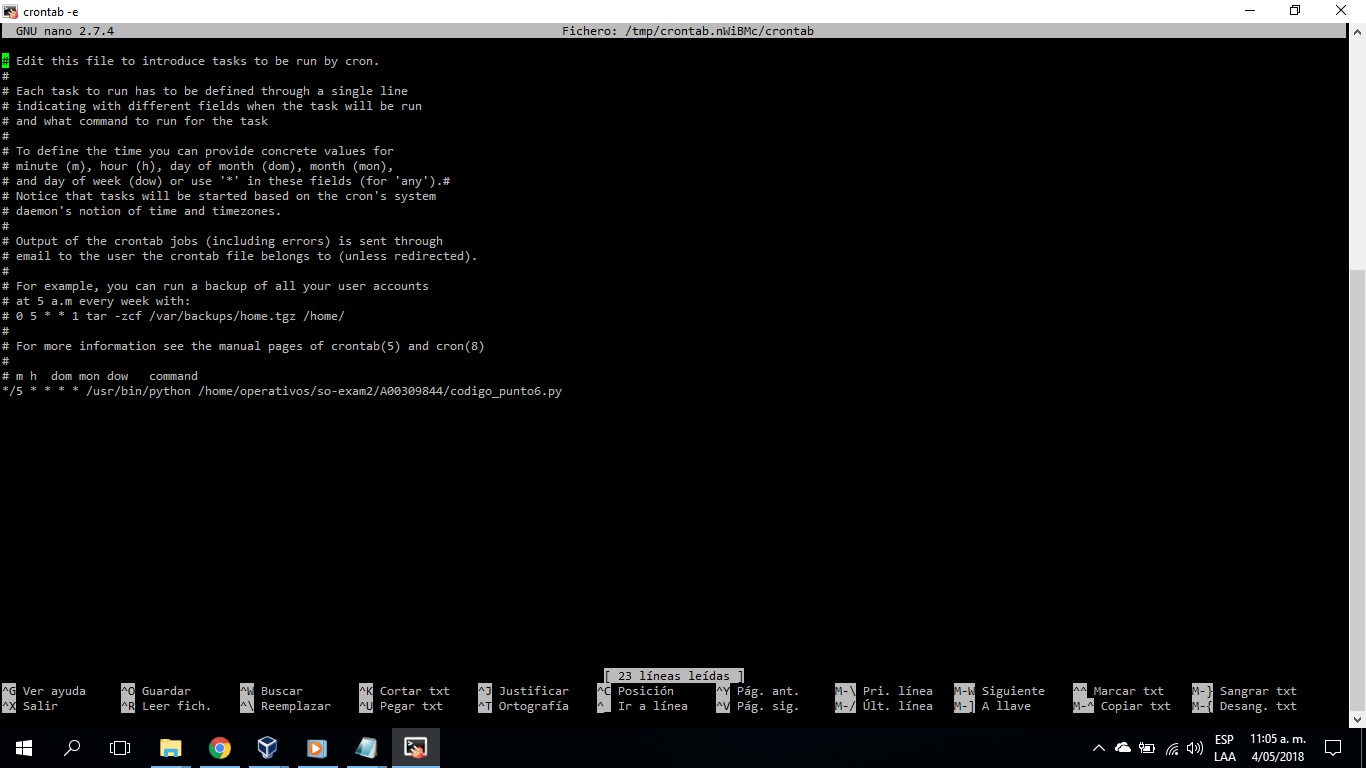 crontab -e
GNU nano 2.7.4 Fichero: /tmp/crontab.nWiBMc/crontab
# Edit this file to introduce tasks to be run by cron.
#
# Each task to run has to be defined through a single line
# indicating with different fields when the task will be run
# and what command to run for the task
#
# To define the time you can provide concrete values for
# minute (m), hour (h), day of month (dom), month (mon),
# and day of week (dow) or use '*' in these fields (for 'any').#
# Notice that tasks will be started based on the cron's system
# daemon's notion of time and timezones.
#
# Output of the crontab jobs (including errors) is sent through
# email to the user the crontab file belongs to (unless redirected).
#
# For example, you can run a backup of all your user accounts
# at 5 a.m every week with:
# 0 5 * * 1 tar -zcf /var/backups/home.tgz /home/
#
# For more information see the manual pages of crontab(5) and cron(8)
#
# m h  dom mon dow   command
*/5 * * * * /usr/bin/python /home/operativos/so-exam2/A00309844/codigo_punto6.py
[ 23 líneas leídas ]
^G Ver ayuda ^O Guardar ^W Buscar ^K Cortar txt ^J Justificar ^C Posición ^Y Pág. ant. M-\ Pri. línea M-W Siguiente ^^ Marcar txt M-} Sangrar txt
^X Salir ^R Leer fich. ^\ Reemplazar ^U Pegar txt ^T Ortografía ^_ Ir a línea ^V Pág. sig. M-/ Últ. línea M-] A llave M-^ Copiar txt M-{ Desang. txt
ESP 11:05 a. m.
LAA 4/05/2018